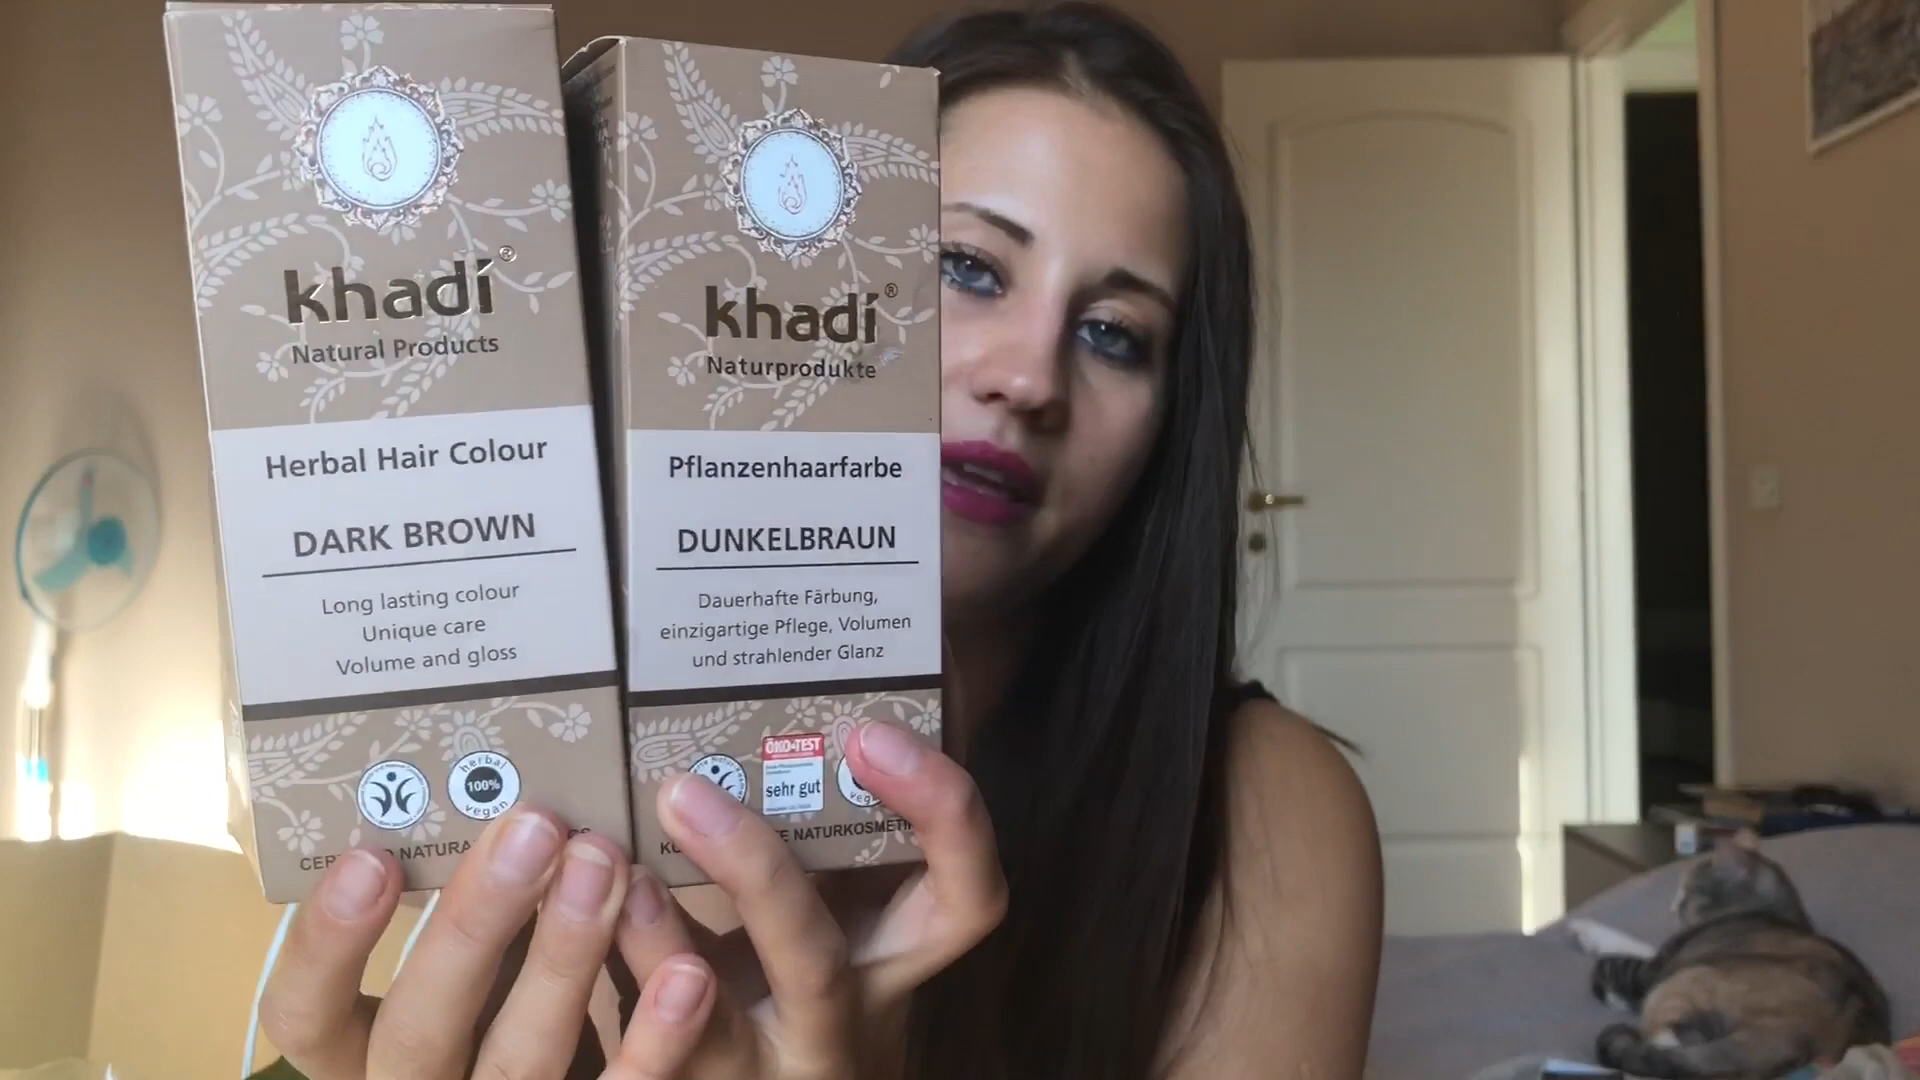 khadí®
Natural Products
Herbal Hair Colour
DARK BROWN
Long lasting colour
Unique care
Volume and gloss
herbal
100%
vegan
khadí®
Naturprodukte
Pflanzenhaarfarbe
DUNKELBRAUN
Dauerhafte Färbung,
einzigartige Pflege, Volumen
und strahlender Glanz
ÖKO-TEST
sehr gut